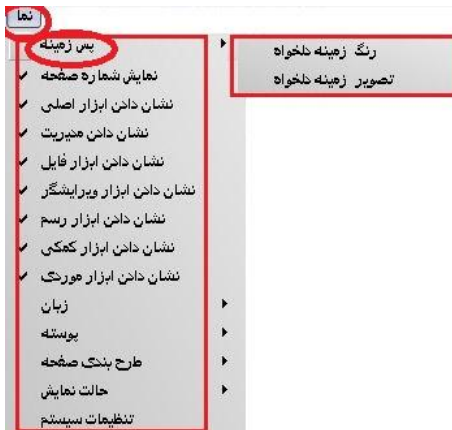 نما
پس زمینه
نمایش شماره صفحه
نشان دادن ابزار اصلی
نشان دادن مدیریت
نشان دادن ابزار فایل
نشان دادن ابزار ویرایشگر
نشان دادن ابزار رسم
نشان دادن ابزار کمکی
نشان دادن ابزار موردی
زبان
پوسته
طرح بندی صفحه
حالت نمایش
تنظیمات سیستم
رنگ زمینه دلخواه
تصویر زمینه دلخواه